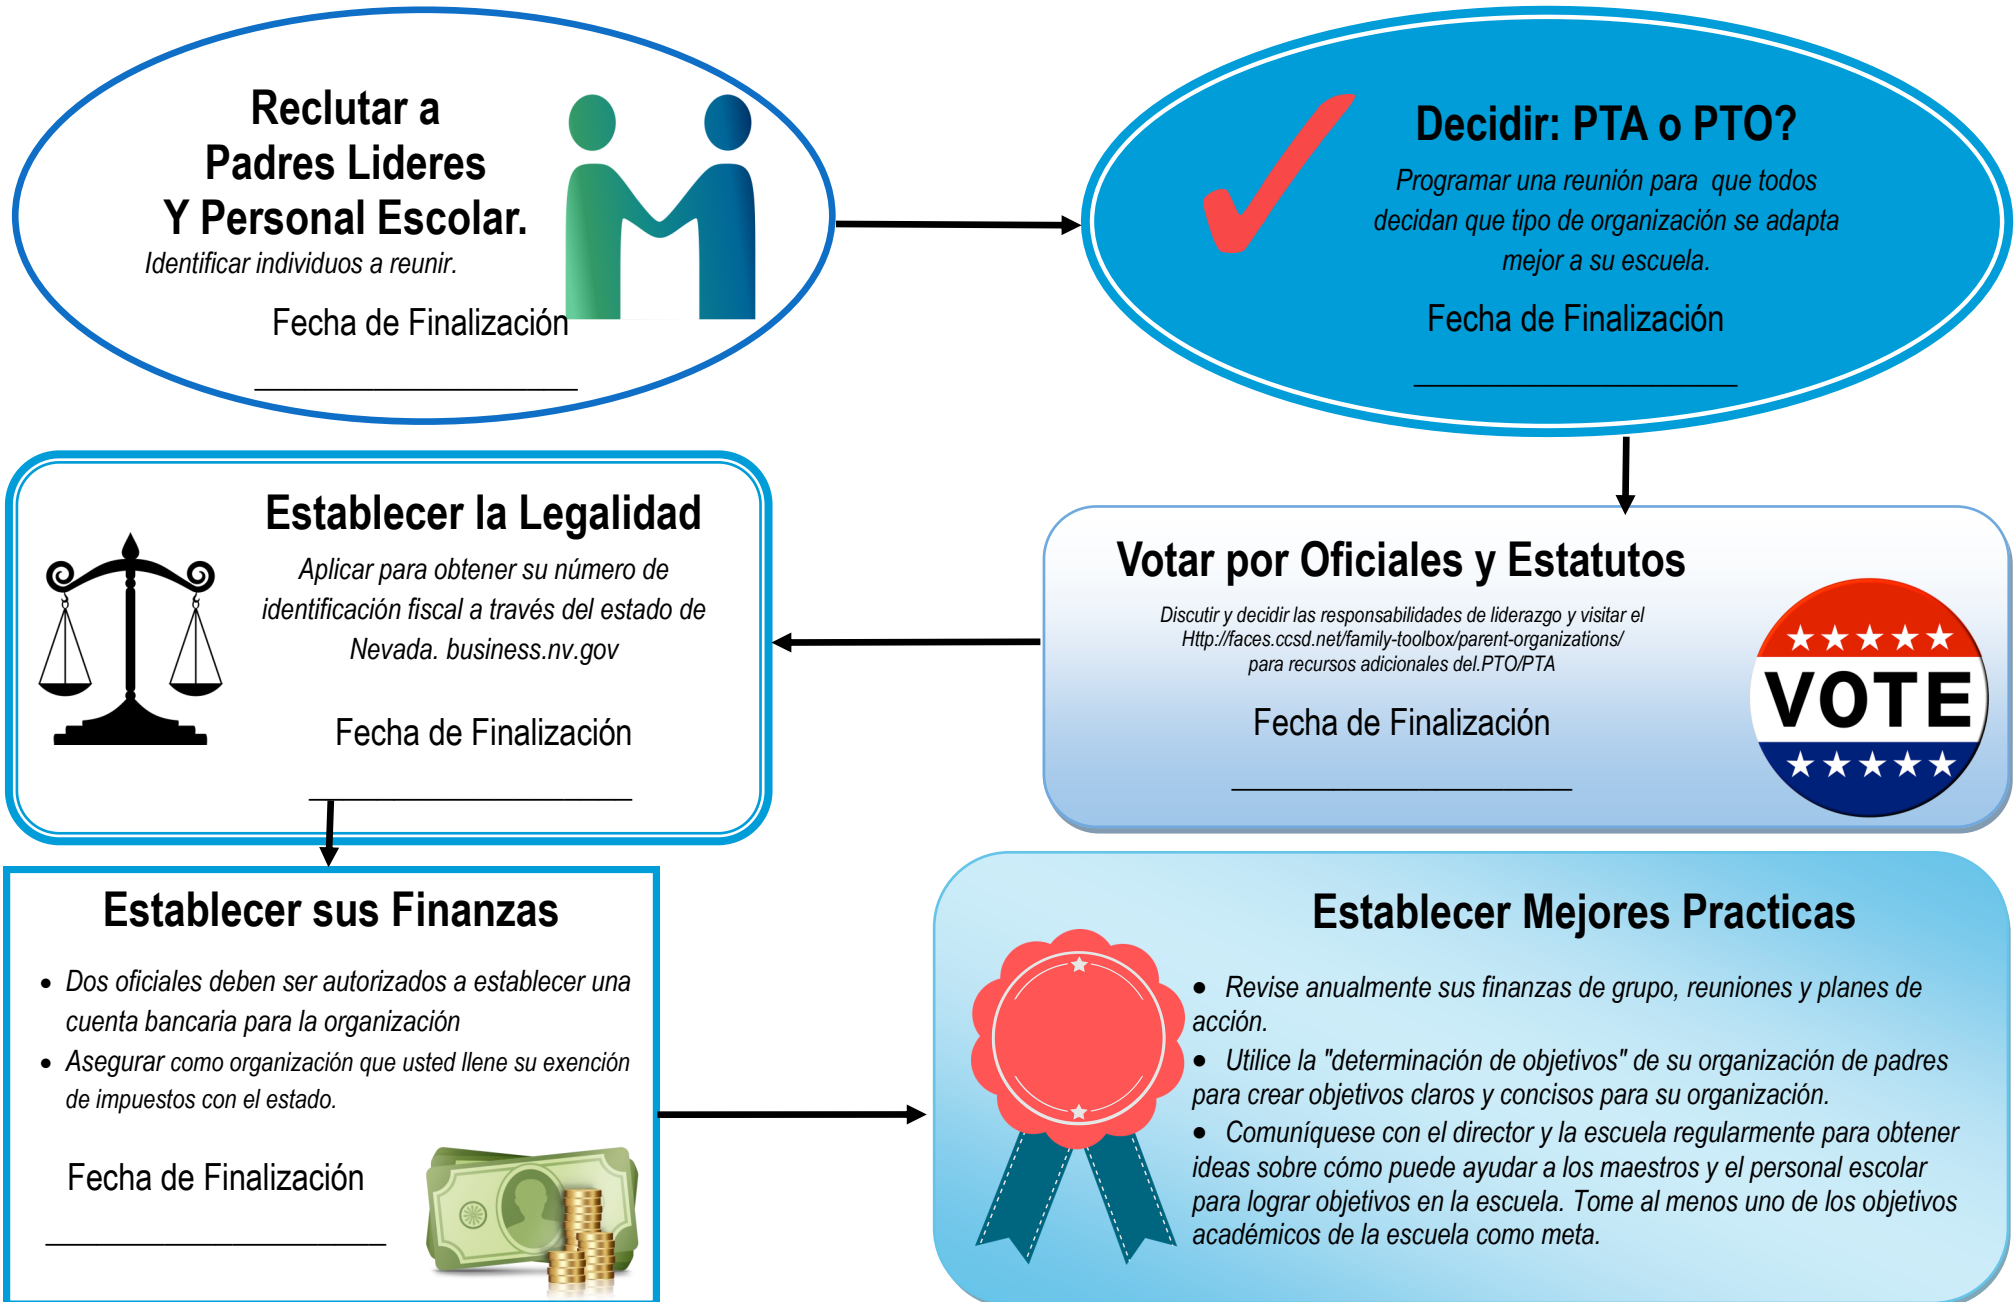 Reclutar a
Padres Lideres
Y Personal Escolar.
Identificar individuos a reunir.
Fecha de Finalización
___________________
Decidir: PTA o PTO?
Programar una reunión para que todos
decidan que tipo de organización se adapta
mejor a su escuela.
Fecha de Finalización
___________________
Votar por Oficiales y Estatutos
Discutir y decidir las responsabilidades de liderazgo y visitar el
Http://faces.ccsd.net/family-toolbox/parent-organizations/
para recursos adicionales del.PTO/PTA
Fecha de Finalización
____________________
VOTE
Establecer la Legalidad
Aplicar para obtener su número de
identificación fiscal a través del estado de
Nevada. business.nv.gov
Fecha de Finalización
___________________
Establecer sus Finanzas
• Dos oficiales deben ser autorizados a establecer una
cuenta bancaria para la organización
• Asegurar como organización que usted llene su exención
de impuestos con el estado.
Fecha de Finalización
____________________
Establecer Mejores Practicas
• Revise anualmente sus finanzas de grupo, reuniones y planes de
acción.
• Utilice la "determinación de objetivos" de su organización de padres
para crear objetivos claros y concisos para su organización.
• Comuníquese con el director y la escuela regularmente para obtener
ideas sobre cómo puede ayudar a los maestros y el personal escolar
para lograr objetivos en la escuela. Tome al menos uno de los objetivos
académicos de la escuela como meta.